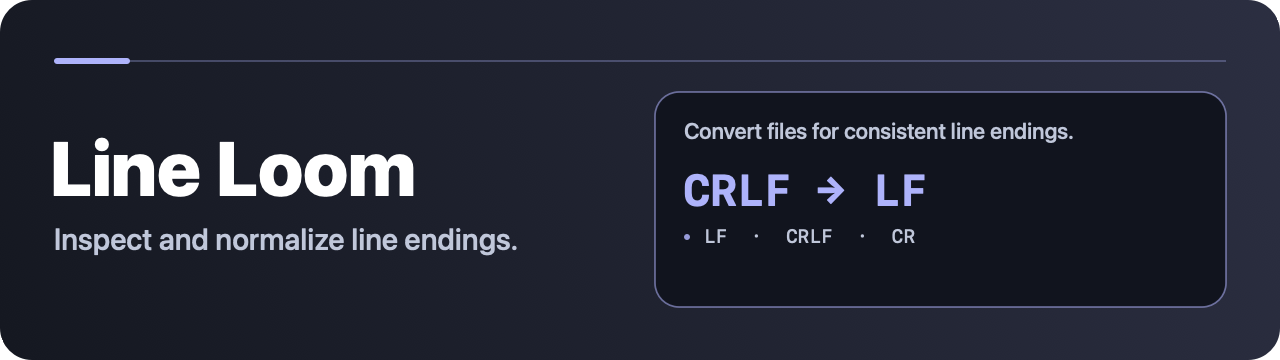 Line Loom
Inspect and normalize line endings.
Convert files for consistent line endings.
CRLF → LF
• LF · CRLF · CR